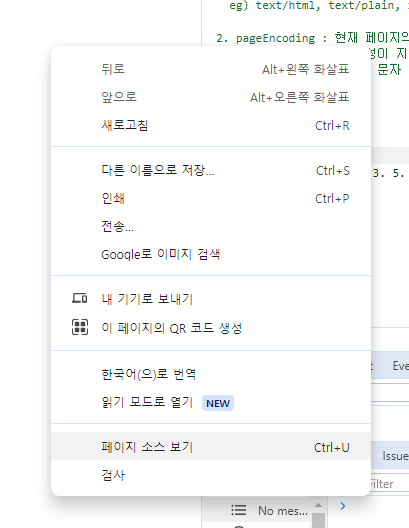 eg) text/html, text/plain,
2. pageEncoding : 현재 페이지의
지
문자
뒤로 Alt+왼쪽 화살표
앞으로 Alt+오른쪽 화살표
새로고침 Ctrl+R
3. 5.
다른 이름으로 저장... Ctrl+S
인쇄 Ctrl+P
전송...
Google로 이미지 검색
내 기기로 보내기
이 페이지의 QR 코드 생성
한국어(으)로 번역
Eve
읽기 모드로 열기 NEW
페이지 소스 보기 Ctrl+U
Issue
검사
Filter
No mes...